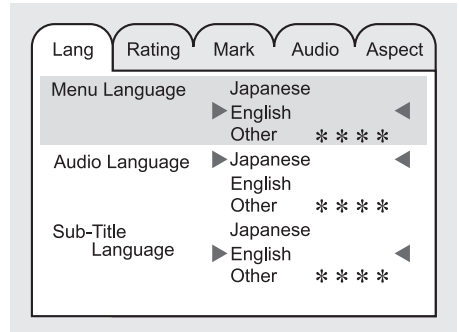 Lang Rating Mark Audio Aspect
Menu Language Japanese
▶English ◀
Other ＊＊＊＊
Audio Language ▶Japanese ◀
English
Other ＊＊＊＊
Sub-Title Japanese
Language ▶English ◀
Other ＊＊＊＊